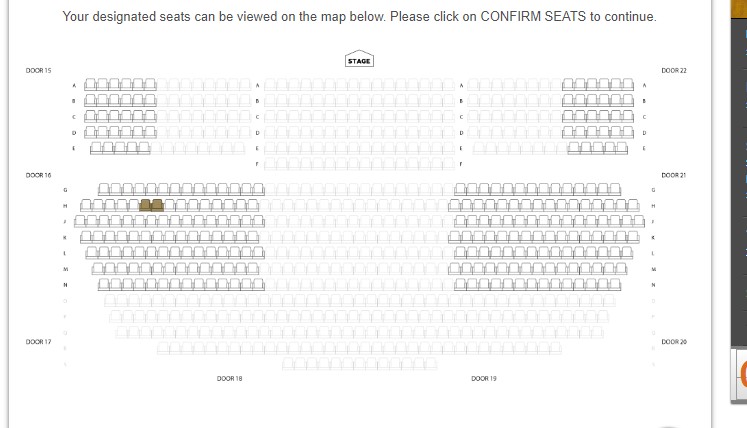 Your designated seats can be viewed on the map below. Please click on CONFIRM SEATS to continue.
STAGE
DOOR 15 DOOR 22
A A A A
B B B B
C C C C
D D D D
E E E E
F F
DOOR 16 DOOR 21
G G
H H
J J
K K
L L
M M
N N
DOOR 17 DOOR 20
DOOR 18 DOOR 19